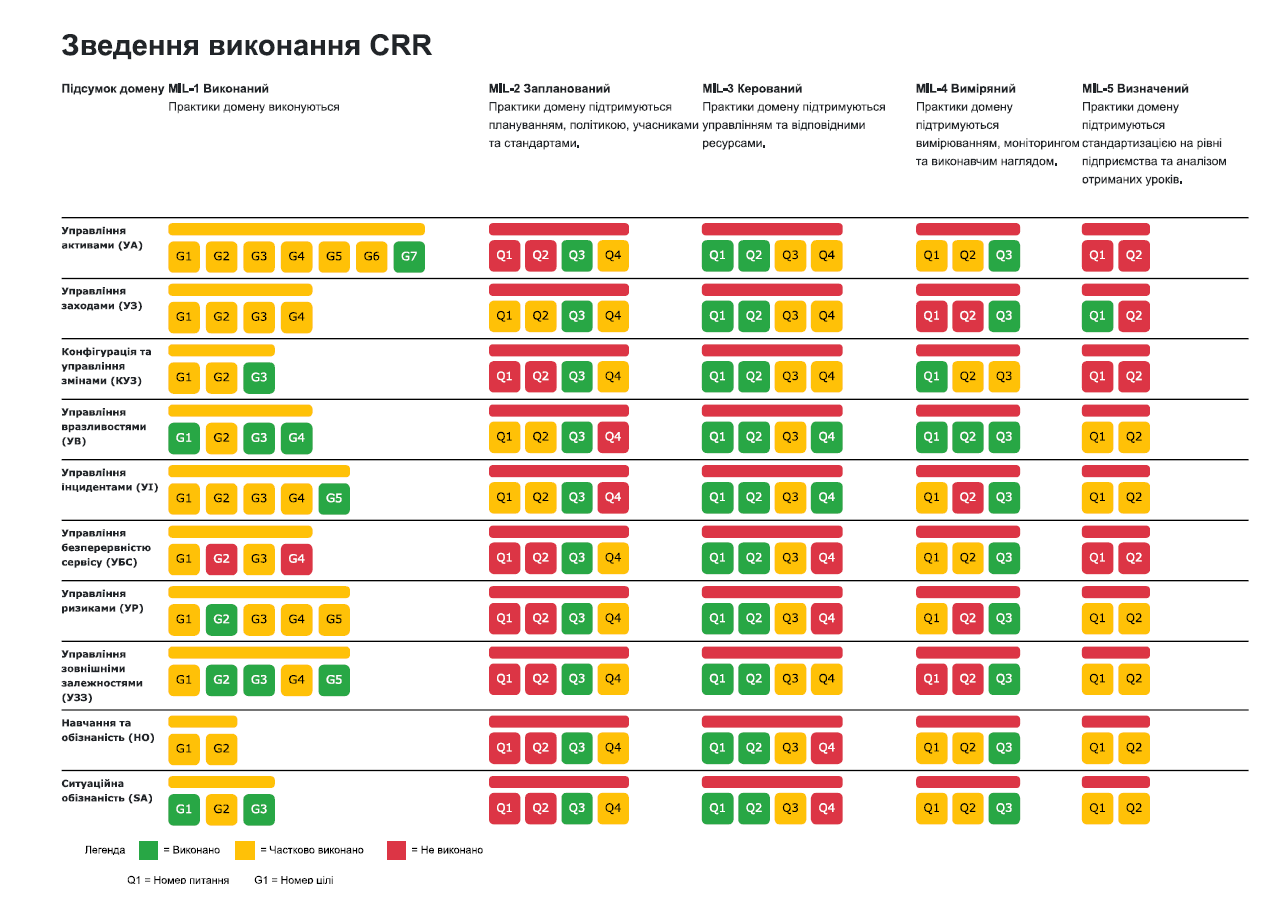 Зведення виконання CRR
Підсумок домену MIL-1 Виконаний MIL-2 Запланований MIL-3 Керований MIL-4 Виміряний MIL-5 Визначений
Практики домену виконуються Практики домену підтримуються Практики домену підтримуються Практики домену Практики домену
плануванням, політикою, учасниками управлінням та відповідними підтримуються підтримуються
та стандартами. ресурсами. вимірюванням, моніторингом стандартизацією на рівні
та виконавчим наглядом. підприємства та аналізом
отриманих уроків.
Управління
активами (УА)
G1 G2 G3 G4 G5 G6 G7 Q1 Q2 Q3 Q4 Q1 Q2 Q3 Q4 Q1 Q2 Q3 Q1 Q2
Управління
заходами (УЗ)
G1 G2 G3 G4 Q1 Q2 Q3 Q4 Q1 Q2 Q3 Q4 Q1 Q2 Q3 Q1 Q2
Конфігурація та
управління
змінами (КУЗ)
G1 G2 G3 Q1 Q2 Q3 Q4 Q1 Q2 Q3 Q4 Q1 Q2 Q3 Q1 Q2
Управління
вразливостями
(УВ)
G1 G2 G3 G4 Q1 Q2 Q3 Q4 Q1 Q2 Q3 Q4 Q1 Q2 Q3 Q1 Q2
Управління
інцидентами (УІ)
G1 G2 G3 G4 G5 Q1 Q2 Q3 Q4 Q1 Q2 Q3 Q4 Q1 Q2 Q3 Q1 Q2
Управління
безперервністю
сервісу (УБС)
G1 G2 G3 G4 Q1 Q2 Q3 Q4 Q1 Q2 Q3 Q4 Q1 Q2 Q3 Q1 Q2
Управління
ризиками (УР)
G1 G2 G3 G4 G5 Q1 Q2 Q3 Q4 Q1 Q2 Q3 Q4 Q1 Q2 Q3 Q1 Q2
Управління
зовнішніми
залежностями
(УЗЗ)
G1 G2 G3 G4 G5 Q1 Q2 Q3 Q4 Q1 Q2 Q3 Q4 Q1 Q2 Q3 Q1 Q2
Навчання та
обізнаність (НО)
G1 G2 Q1 Q2 Q3 Q4 Q1 Q2 Q3 Q4 Q1 Q2 Q3 Q1 Q2
Ситуаційна
обізнаність (SA)
G1 G2 G3 Q1 Q2 Q3 Q4 Q1 Q2 Q3 Q4 Q1 Q2 Q3 Q1 Q2
Легенда = Виконано = Частково виконано = Не виконано
Q1 = Номер питання G1 = Номер цілі